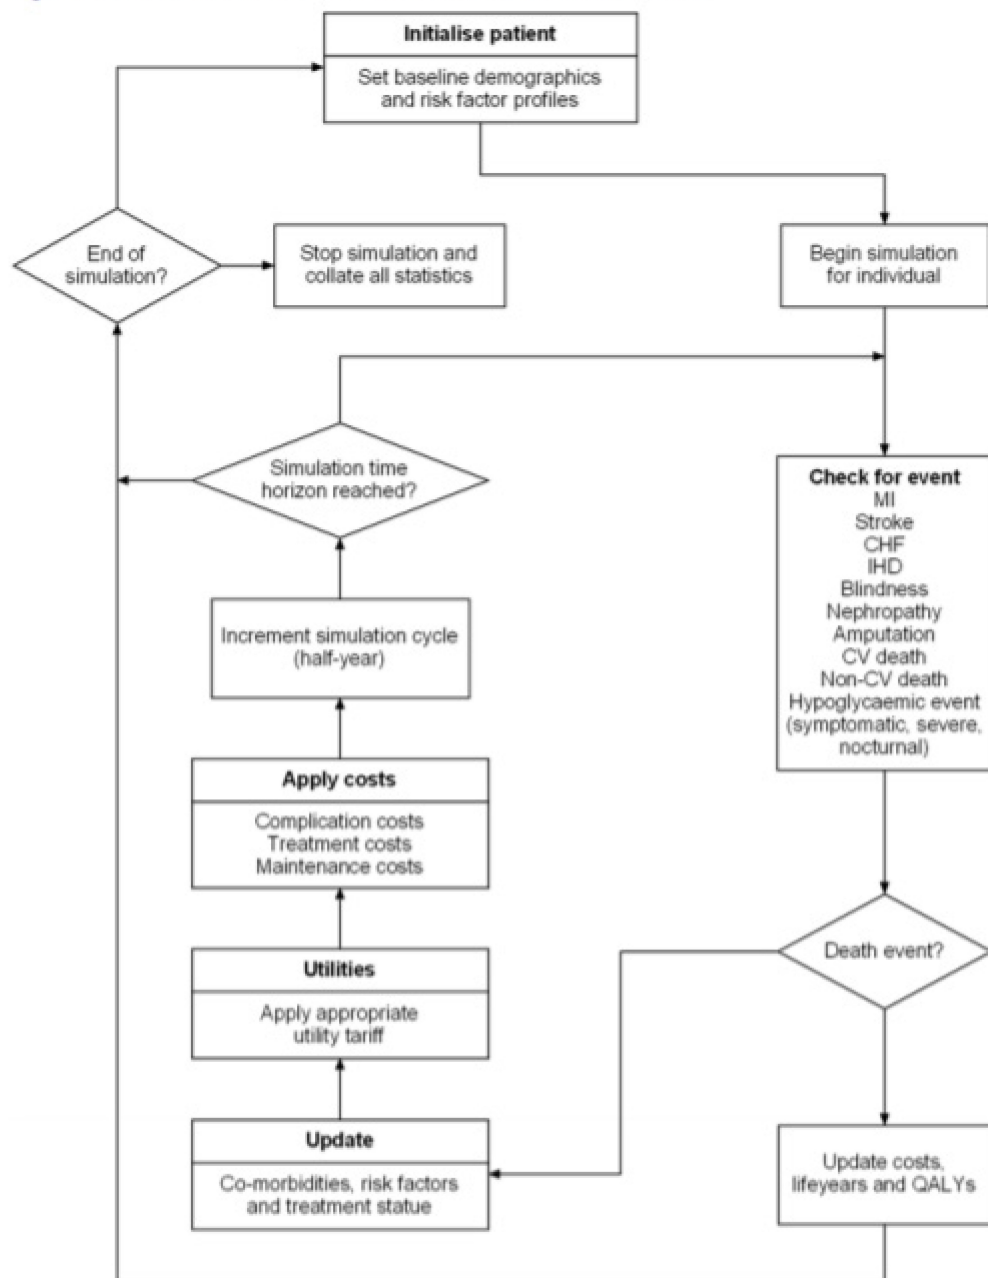 Initialise patient
Set baseline demographics
and risk factor profiles
End of
simulation?
Stop simulation and
collate all statistics
Begin simulation
for individual
Simulation time
horizon reached?
Check for event
MI
Stroke
CHF
IHD
Blindness
Nephropathy
Amputation
CV death
Non-CV death
Hypoglycaemic event
(symptomatic, severe,
nocturnal)
Increment simulation cycle
(half-year)
Apply costs
Complication costs
Treatment costs
Maintenance costs
Death event?
Utilities
Apply appropriate
utility tariff
Update
Co-morbidities, risk factors
and treatment statue
Update costs,
lifeyears and QALYs